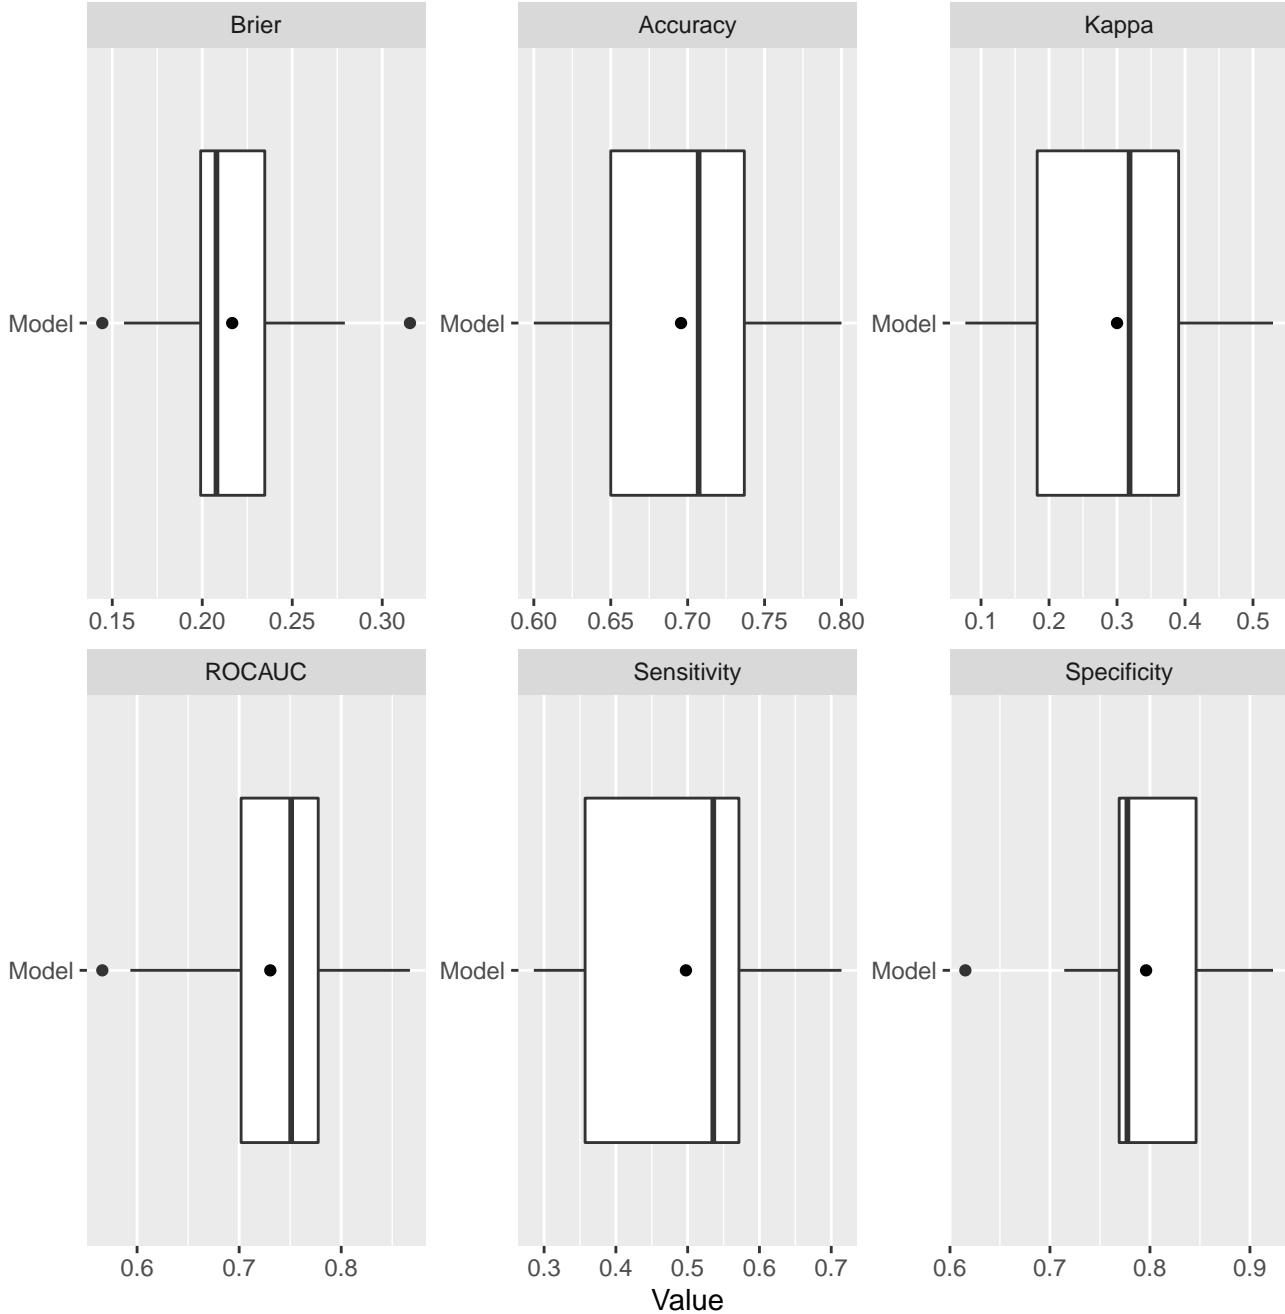 Brier Accuracy Kappa
Model Model Model
0.15 0.20 0.25 0.30 0.60 0.65 0.70 0.75 0.80 0.1 0.2 0.3 0.4 0.5
ROCAUC Sensitivity Specificity
Model Model Model
0.6 0.7 0.8 0.3 0.4 0.5 0.6 0.7 0.6 0.7 0.8 0.9
Value